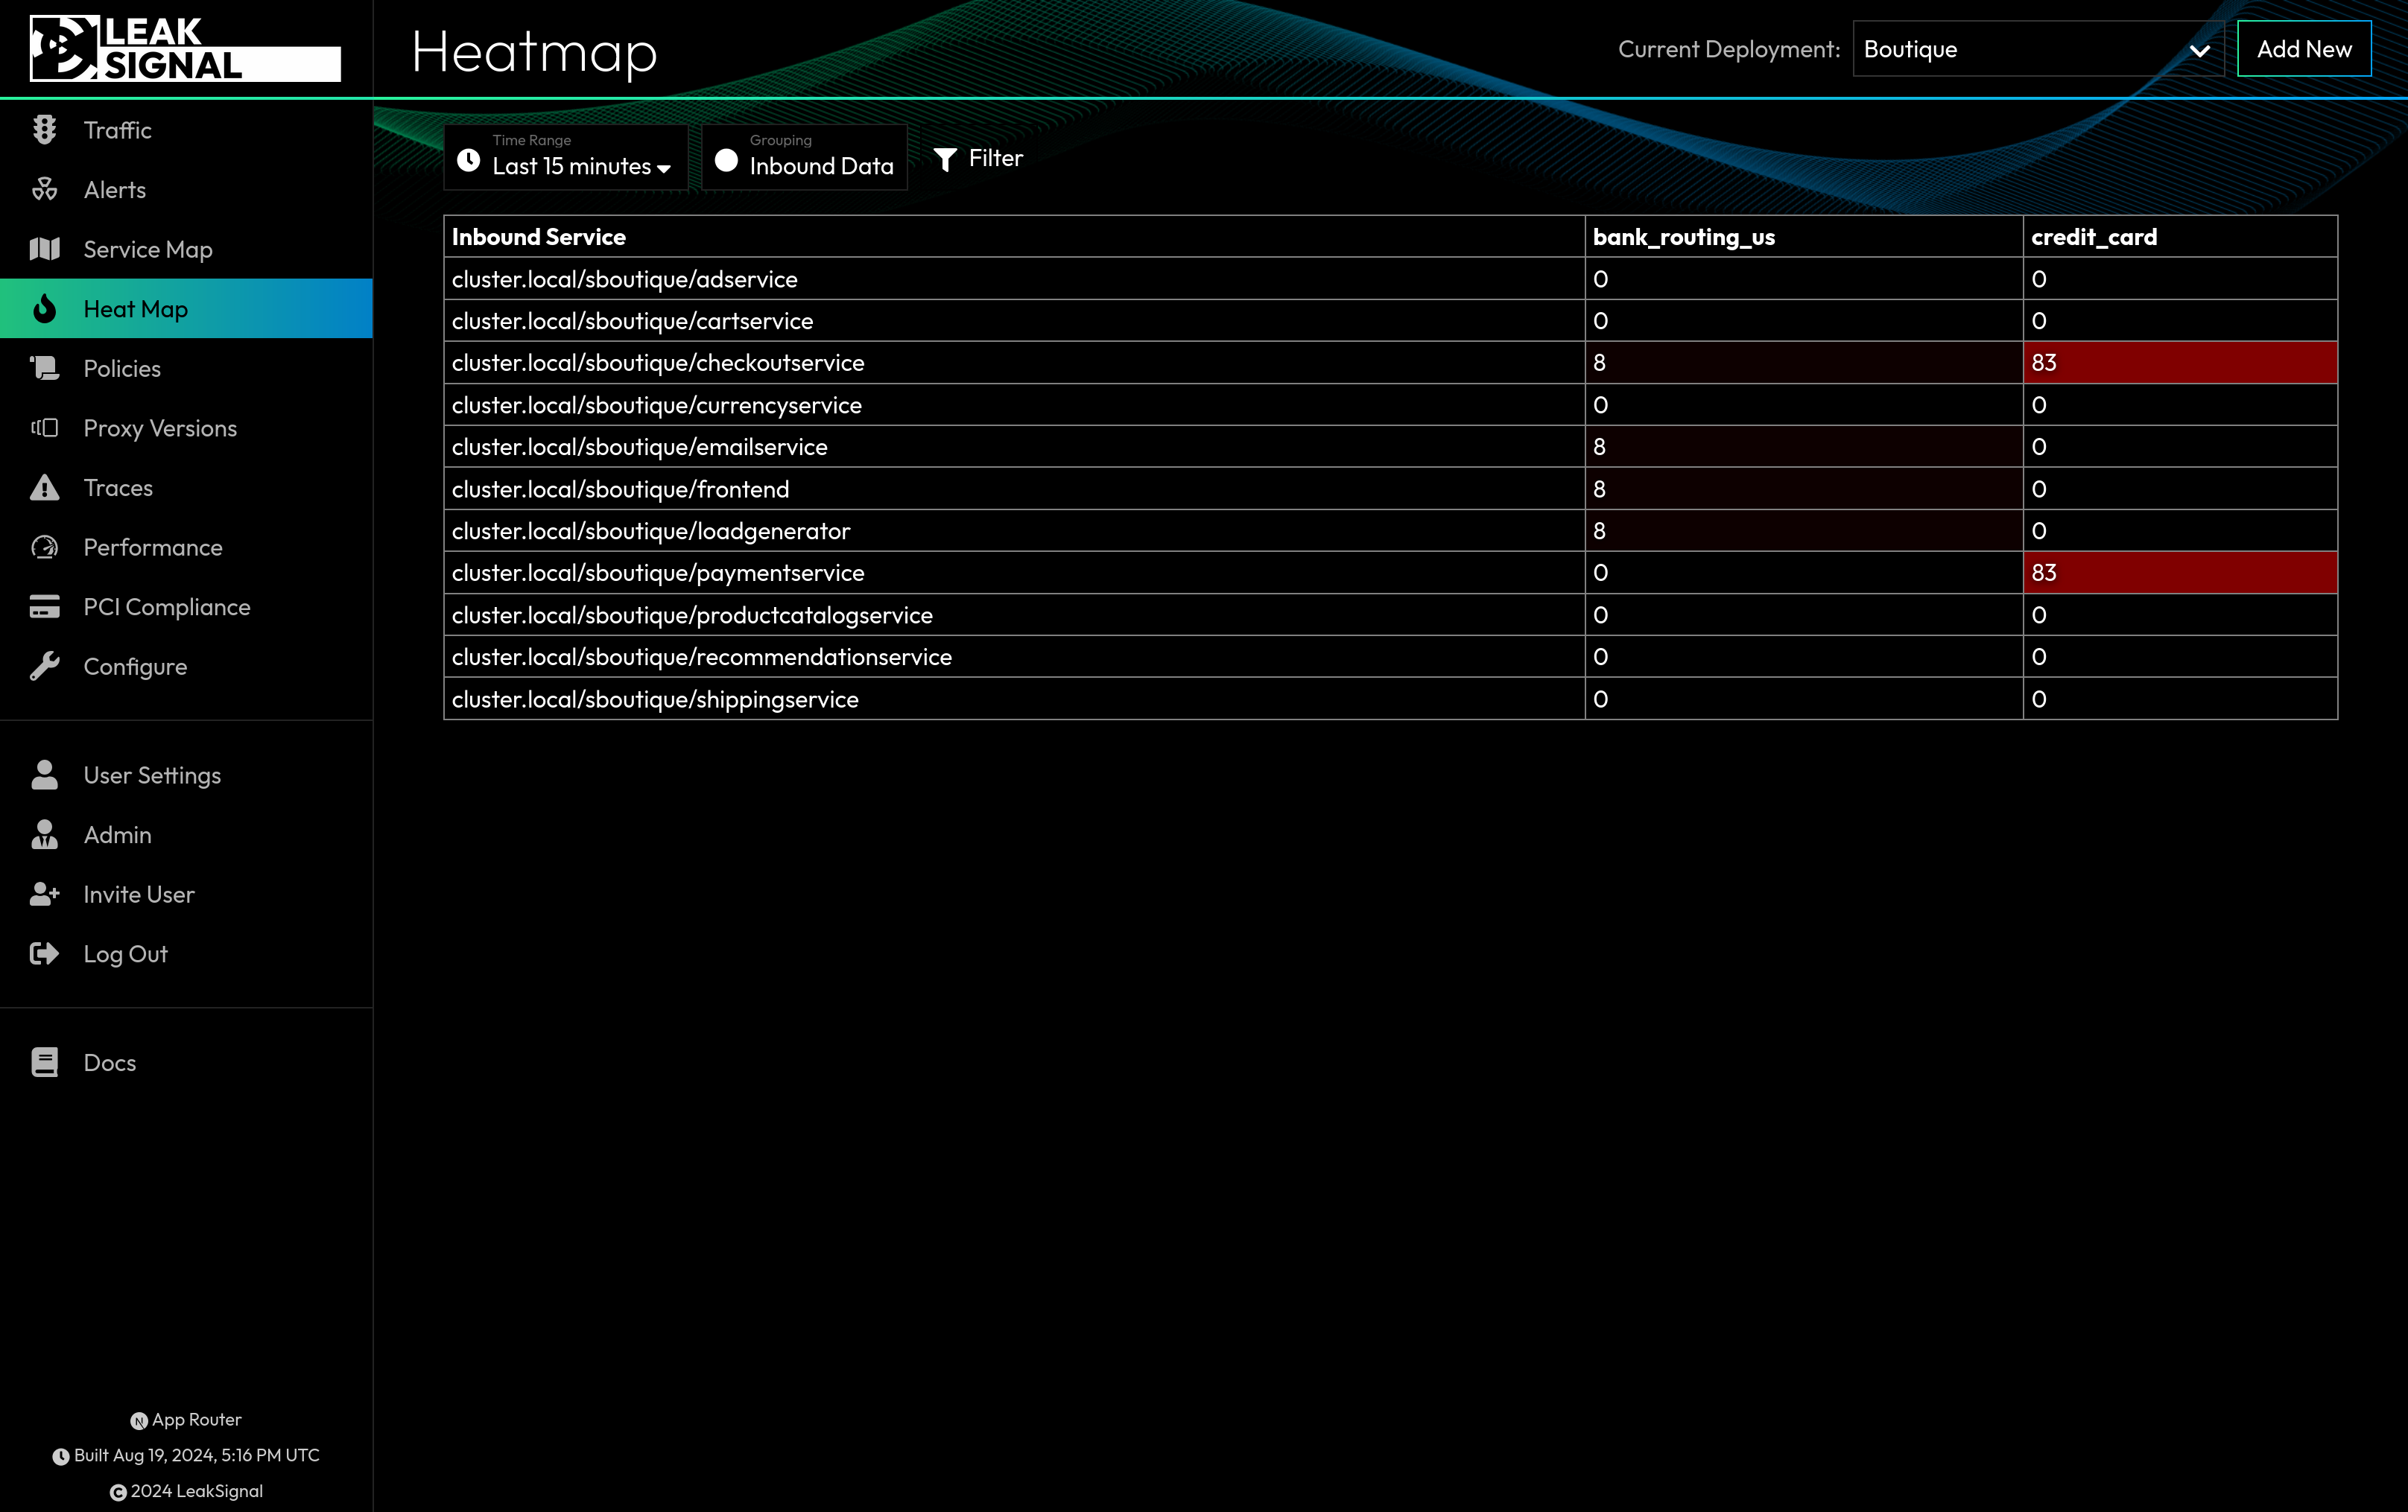 LEAK
SIGNAL
Heatmap
Current Deployment:
Boutique
Add New
Traffic
Alerts
Service Map
Heat Map
Policies
Proxy Versions
Traces
Performance
PCI Compliance
Configure
User Settings
Admin
Invite User
Log Out
Docs
App Router
Built Aug 19, 2024, 5:16 PM UTC
2024 LeakSignal
Time Range
Last 15 minutes
Grouping
Inbound Data
Filter
Inbound Service bank_routing_us credit_card
cluster.local/sboutique/adservice 0 0
cluster.local/sboutique/cartservice 0 0
cluster.local/sboutique/checkoutservice 8 83
cluster.local/sboutique/currencyservice 0 0
cluster.local/sboutique/emailservice 8 0
cluster.local/sboutique/frontend 8 0
cluster.local/sboutique/loadgenerator 8 0
cluster.local/sboutique/paymentservice 0 83
cluster.local/sboutique/productcatalogservice 0 0
cluster.local/sboutique/recommendationservice 0 0
cluster.local/sboutique/shippingservice 0 0